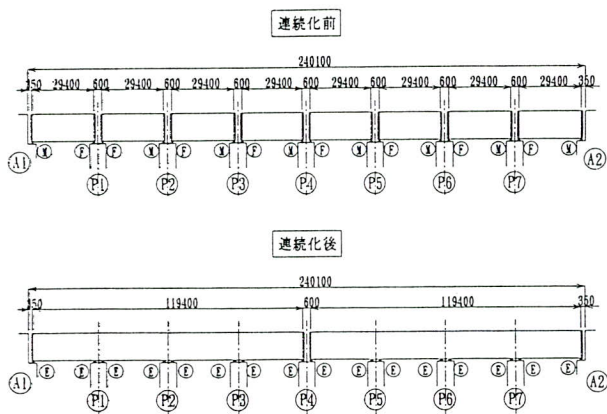 連続化前
240100
350 29400 600 29400 600 29400 600 29400 600 29400 600 29400 600 29400 600 29400 350
M F F M F M F M F M F M F M F M
A1 P1 P2 P3 P4 P5 P6 P7 A2
連続化後
240100
350 119400 600 119400 350
E E E E E E E E E E E E E E E E
A1 P1 P2 P3 P4 P5 P6 P7 A2